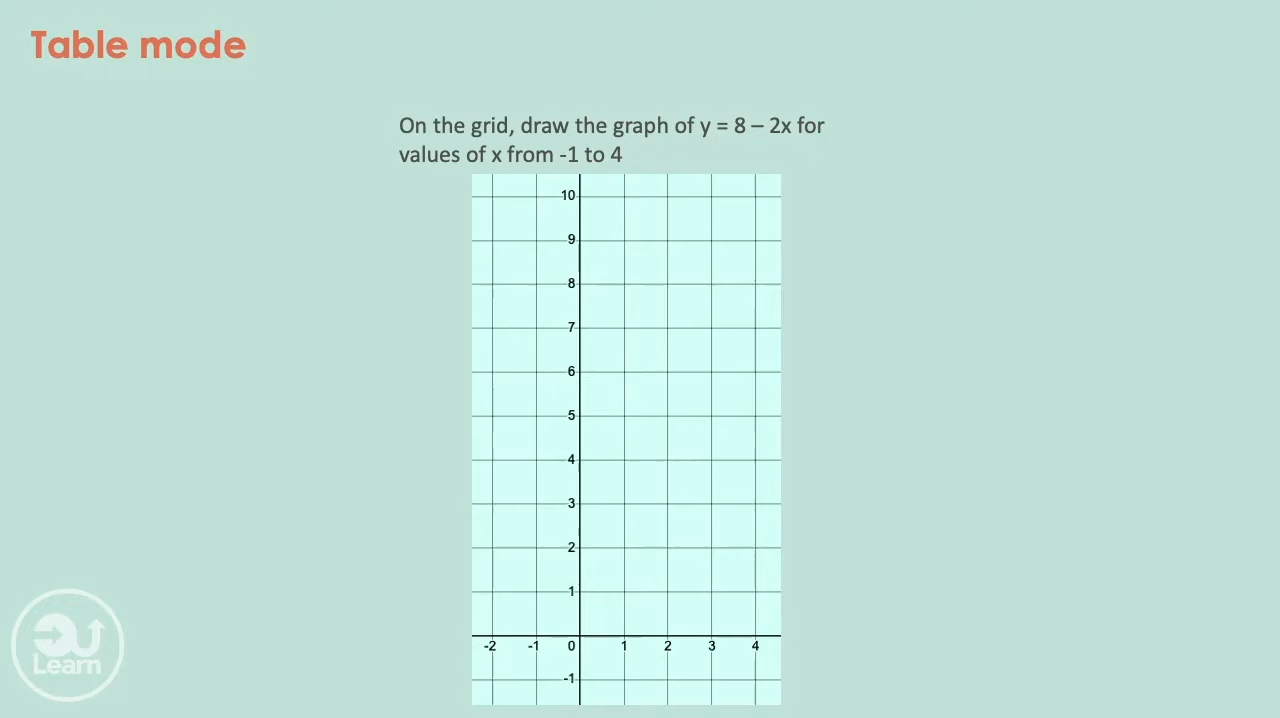 Table mode
On the grid, draw the graph of y = 8 – 2x for
values of x from -1 to 4
10
9
8
7
6
5
4
3
2
1
-2 -1 0 1 2 3 4
-1
Learn